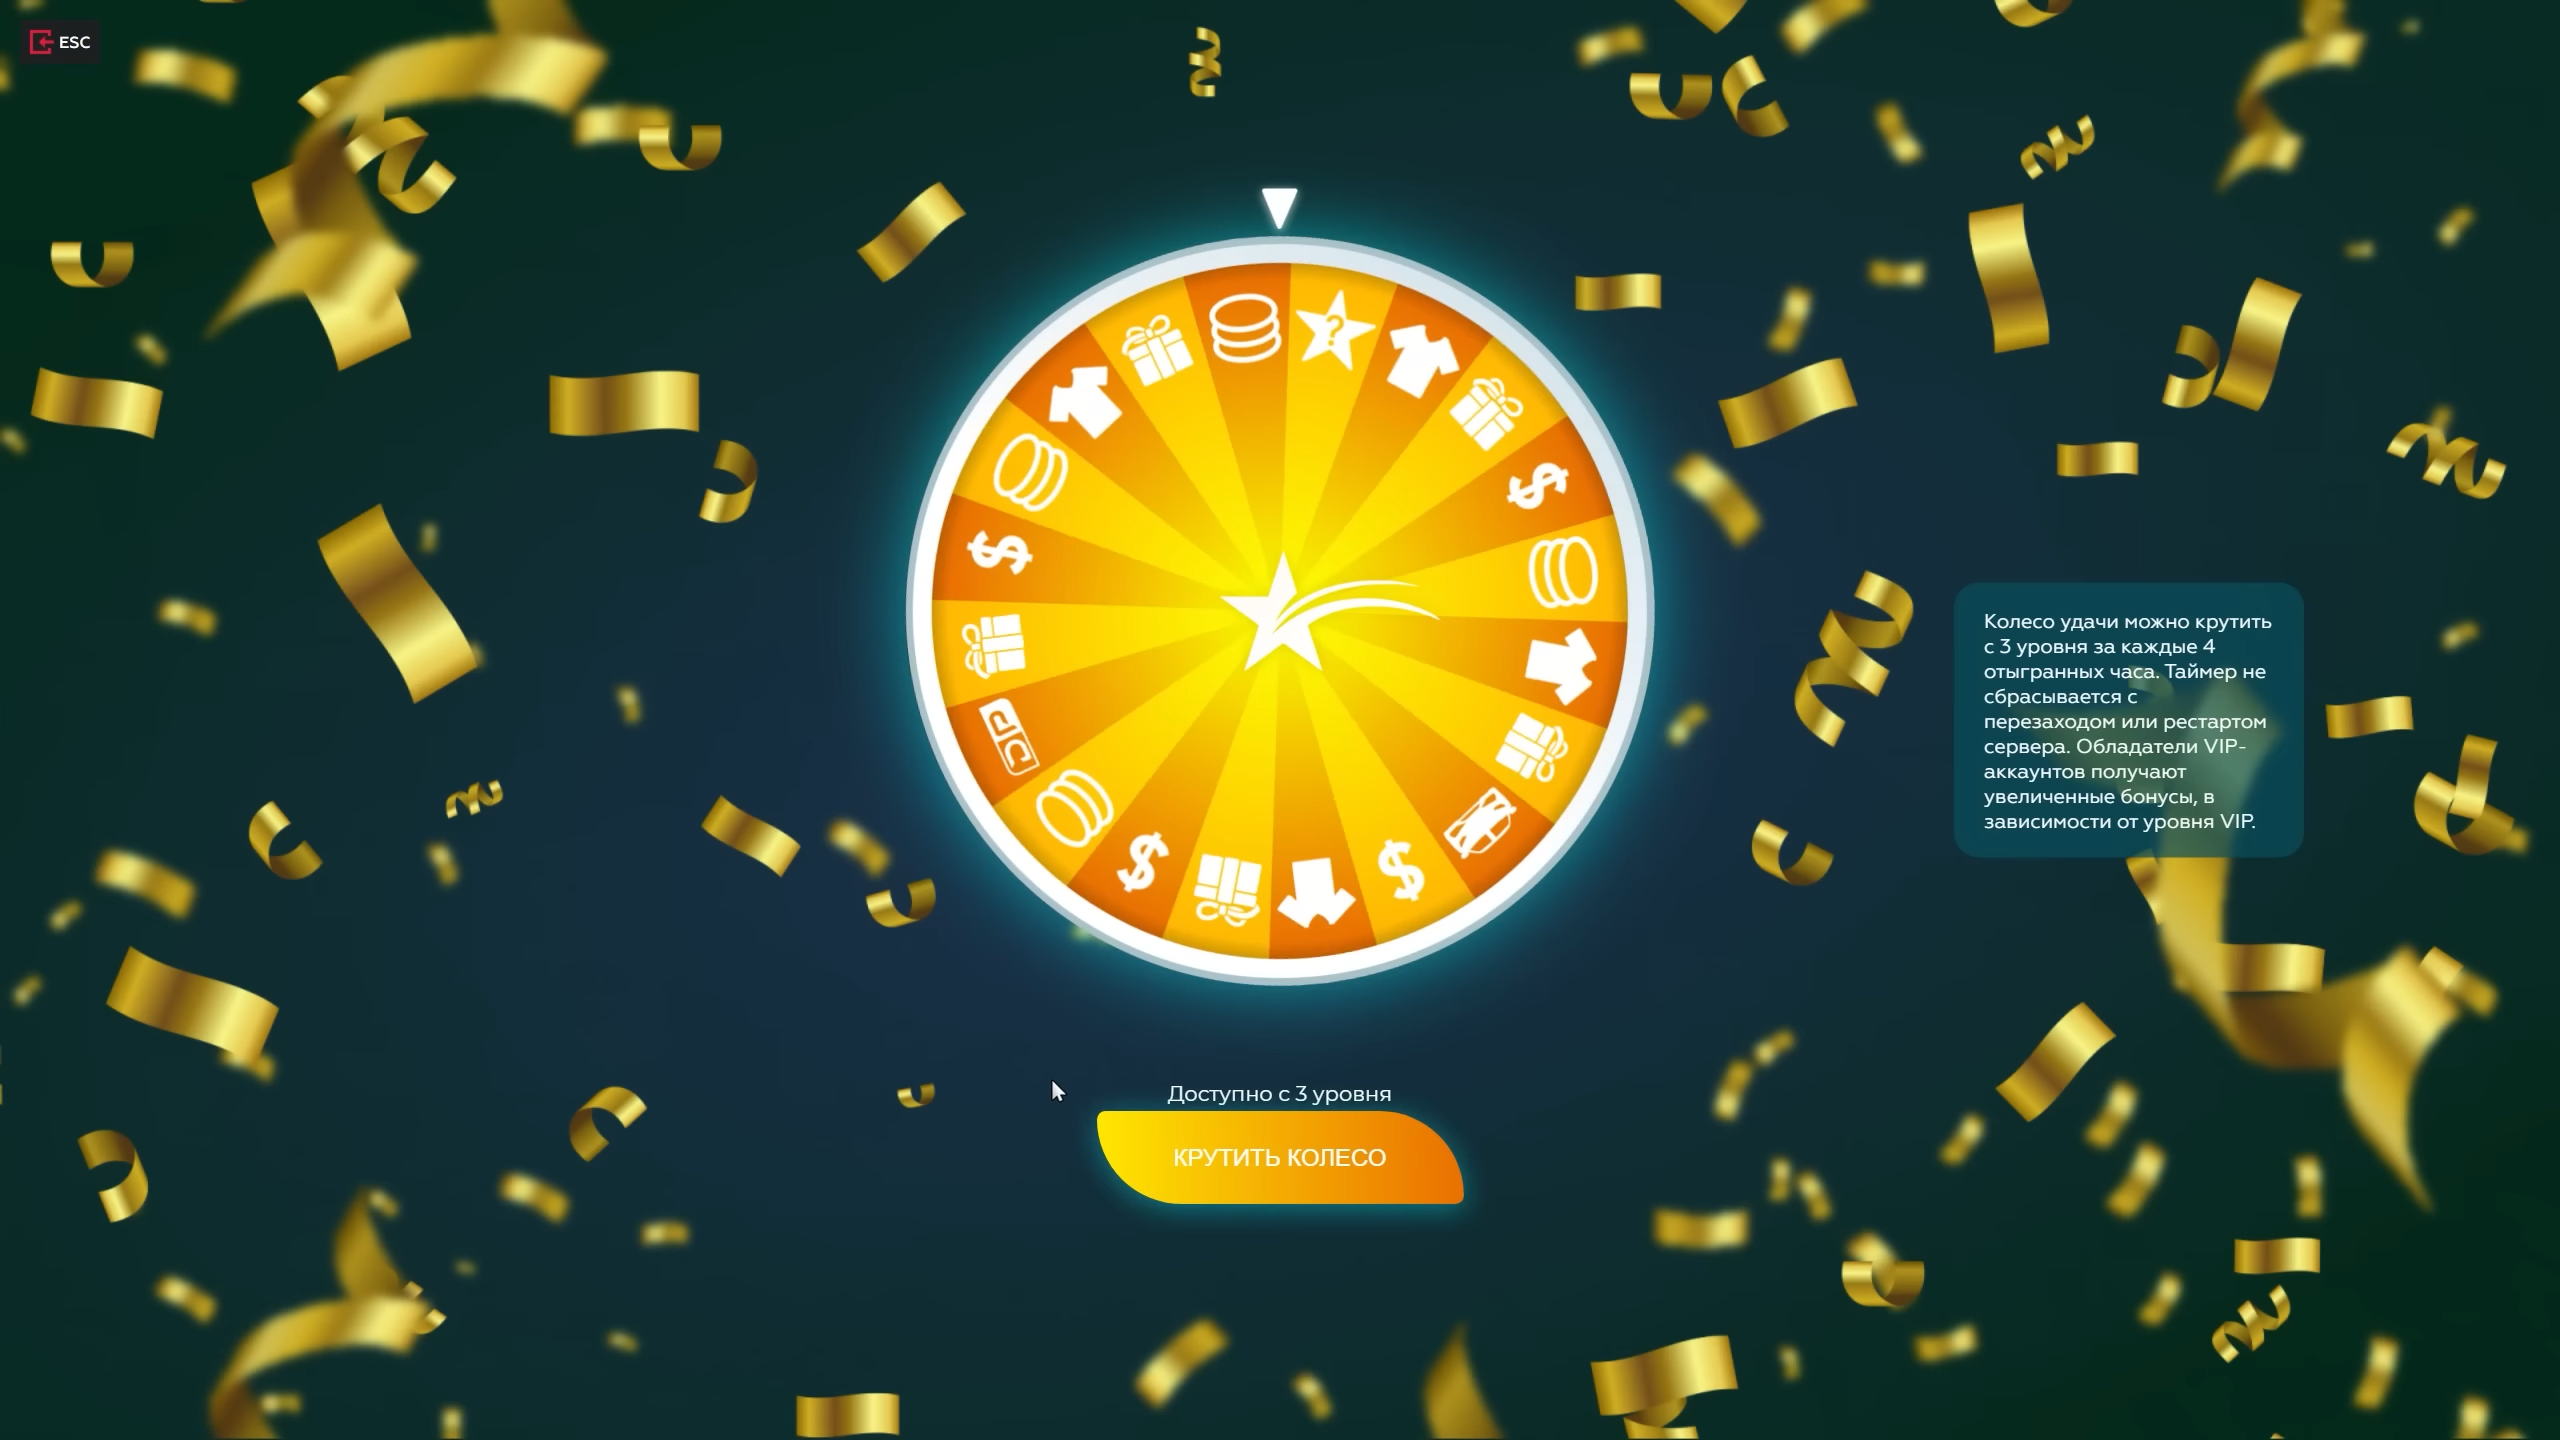 ESC
?
$
$
VIP
$
$
Колесо удачи можно крутить
с 3 уровня за каждые 4
отыгранных часа. Таймер не
сбрасывается с
перезаходом или рестартом
сервера. Обладатели VIP-
аккаунтов получают
увеличенные бонусы, в
зависимости от уровня VIP.
Доступно с 3 уровня
КРУТИТЬ КОЛЕСО